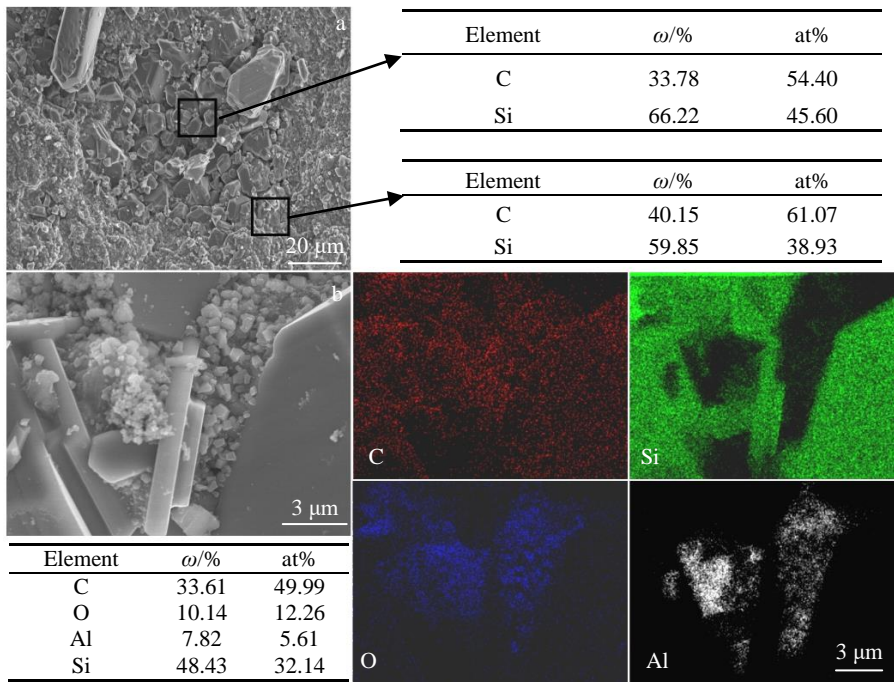 a
20 μm
Element ω/% at%
C 33.78 54.40
Si 66.22 45.60
Element ω/% at%
C 40.15 61.07
Si 59.85 38.93
b
3 μm
C
Si
O
Al
3 μm
Element ω/% at%
C 33.61 49.99
O 10.14 12.26
Al 7.82 5.61
Si 48.43 32.14